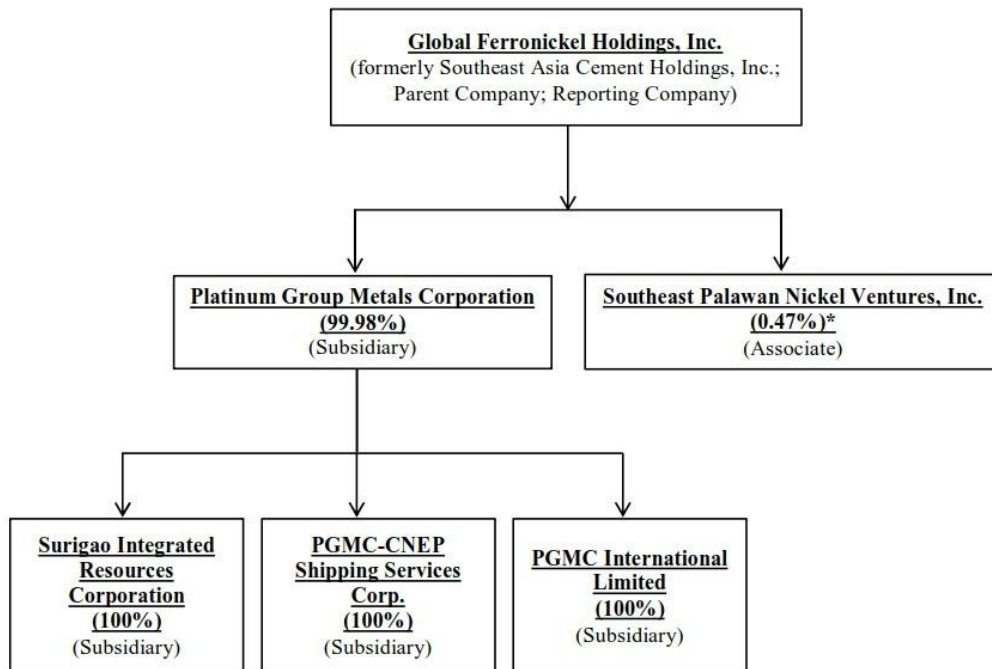 Global Ferronickel Holdings, Inc.
(formerly Southeast Asia Cement Holdings, Inc.;
Parent Company; Reporting Company)
Platinum Group Metals Corporation
(99.98%)
(Subsidiary)
Southeast Palawan Nickel Ventures, Inc.
(0.47%)*
(Associate)
Surigao Integrated
Resources
Corporation
(100%)
(Subsidiary)
PGMC-CNEP
Shipping Services
Corp.
(100%)
(Subsidiary)
PGMC International
Limited
(100%)
(Subsidiary)